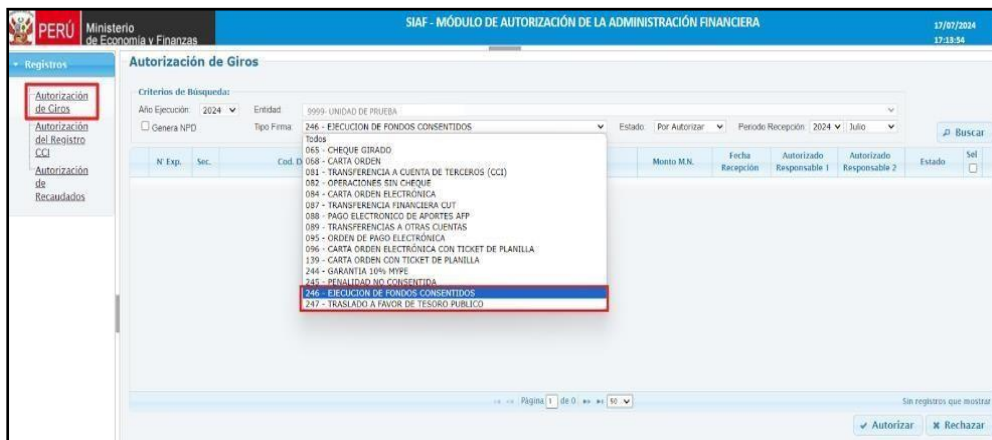 PERÚ
Ministerio
de Economía y Finanzas
SIAF - MÓDULO DE AUTORIZACIÓN DE LA ADMINISTRACIÓN FINANCIERA
17/07/2024
17:13:54
Registros
Autorización
de Giros
Autorización
del Registro
CCI
Autorización
de
Recaudados
Autorización de Giros
Criterios de Búsqueda:
Año Ejecución: 2024 Entidad: 9999- UNIDAD DE PRUEBA
Genera NPD Tipo Firma: 246 - EJECUCION DE FONDOS CONSENTIDOS Estado: Por Autorizar Periodo Recepción: 2024 Julio
Buscar
N° Exp. Sec. Cod. D Monto M.N. Fecha Recepción Autorizado Responsable 1 Autorizado Responsable 2 Estado Sel
Todos
065 - CHEQUE GIRADO
068 - CARTA ORDEN
081 - TRANSFERENCIA A CUENTA DE TERCEROS (CCI)
082 - OPERACIONES SIN CHEQUE
084 - CARTA ORDEN ELECTRÓNICA
087 - TRANSFERENCIA FINANCIERA CUT
088 - PAGO ELECTRONICO DE APORTES AFP
089 - TRANSFERENCIAS A OTRAS CUENTAS
095 - ORDEN DE PAGO ELECTRÓNICA
096 - CARTA ORDEN ELECTRÓNICA CON TICKET DE PLANILLA
139 - CARTA ORDEN CON TICKET DE PLANILLA
244 - GARANTIA 10% MYPE
245 - PENALIDAD NO CONSENTIDA
246 - EJECUCION DE FONDOS CONSENTIDOS
247 - TRASLADO A FAVOR DE TESORO PUBLICO
Página 1 de 0 50 Sin registros que mostrar
Autorizar Rechazar